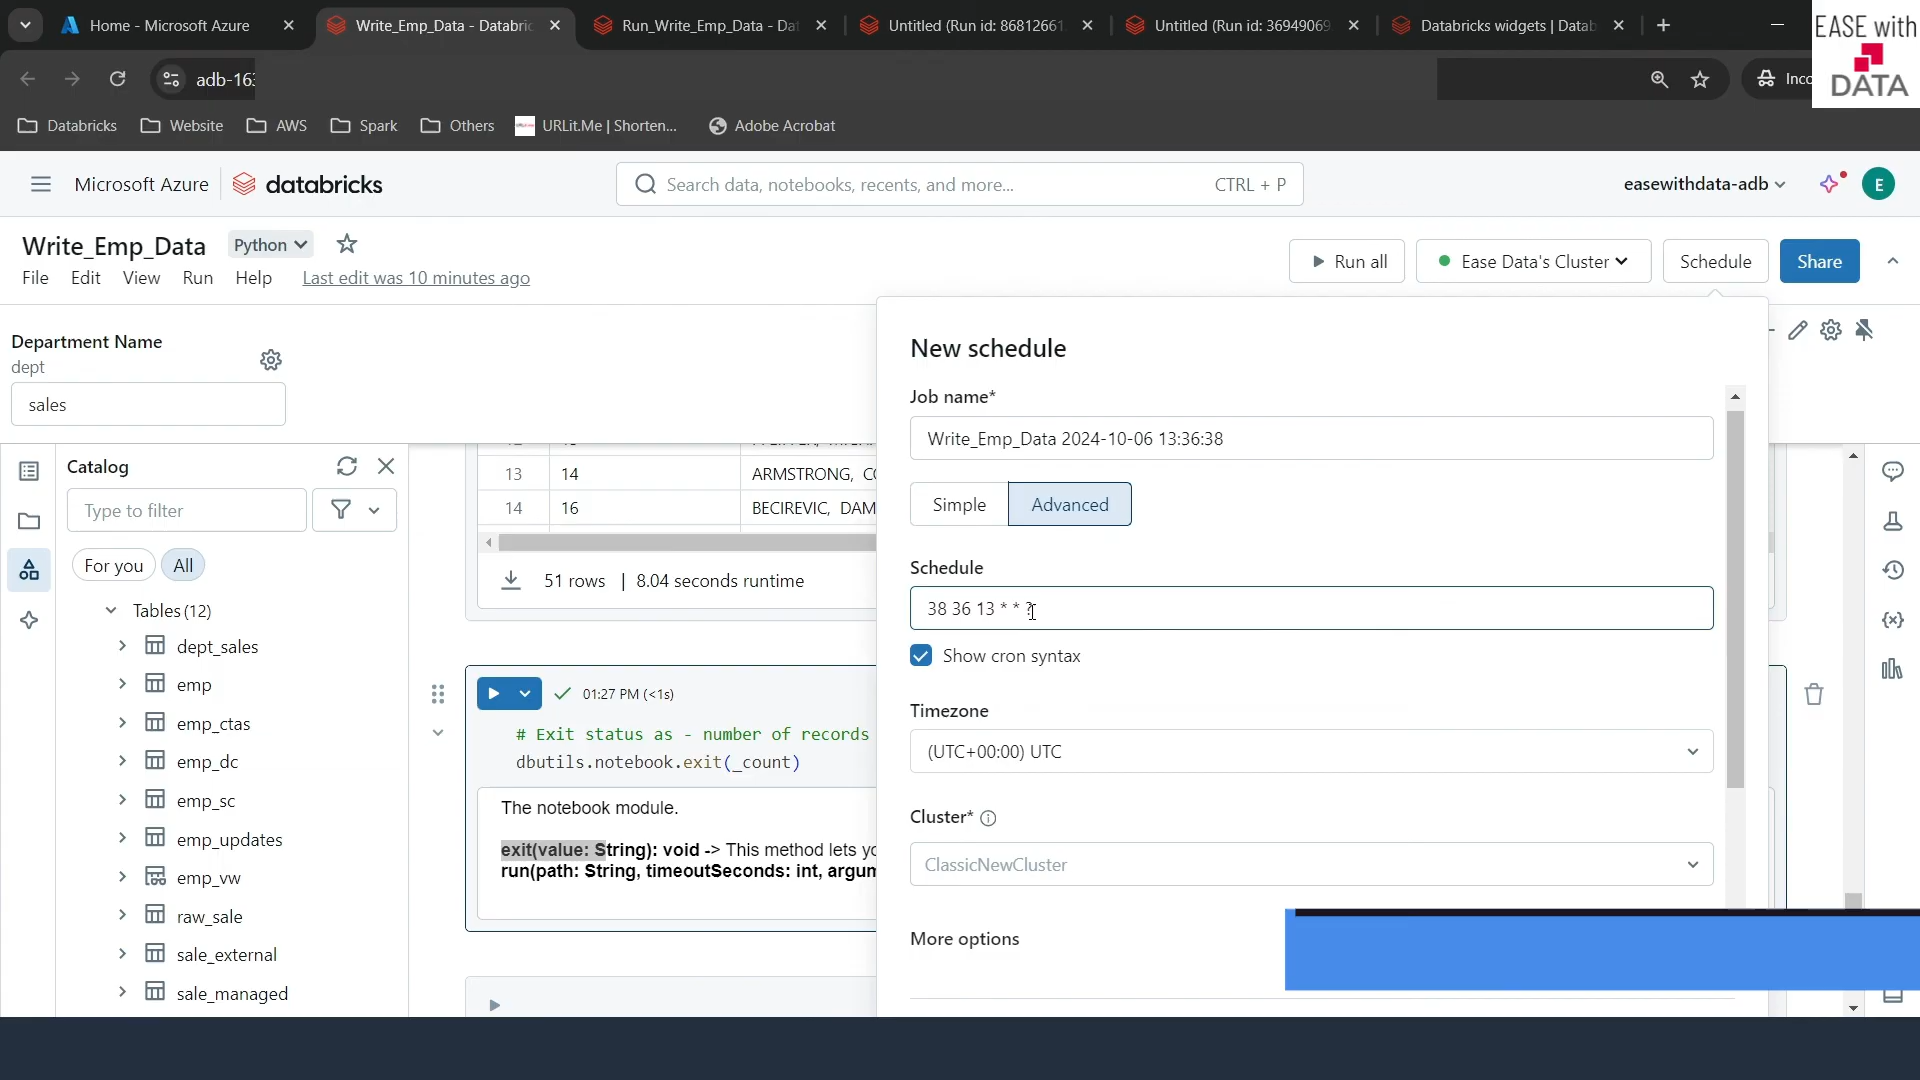 Home - Microsoft Azure
Write_Emp_Data - Databric
Run_Write_Emp_Data - Dat
Untitled (Run id: 86812661
Untitled (Run id: 36949069
Databricks widgets | Datab
EASE with
DATA
adb-163
Inco
Databricks
Website
AWS
Spark
Others
URLit.Me | Shorten...
Adobe Acrobat
Microsoft Azure
databricks
Search data, notebooks, recents, and more...
CTRL + P
easewithdata-adb
E
Write_Emp_Data
Python
File Edit View Run Help
Last edit was 10 minutes ago
Run all
Ease Data's Cluster
Schedule
Share
Department Name
dept
sales
Catalog
Type to filter
For you
All
Tables (12)
dept_sales
emp
emp_ctas
emp_dc
emp_sc
emp_updates
emp_vw
raw_sale
sale_external
sale_managed
13 14 ARMSTRONG, CO
14 16 BECIREVIC, DAM
51 rows | 8.04 seconds runtime
01:27 PM (<1s)
# Exit status as - number of records
dbutils.notebook.exit(_count)
The notebook module.
exit(value: String): void -> This method lets yo
run(path: String, timeoutSeconds: int, argum
New schedule
Job name*
Write_Emp_Data 2024-10-06 13:36:38
Simple
Advanced
Schedule
38 36 13 * * ?
Show cron syntax
Timezone
(UTC+00:00) UTC
Cluster*
ClassicNewCluster
More options